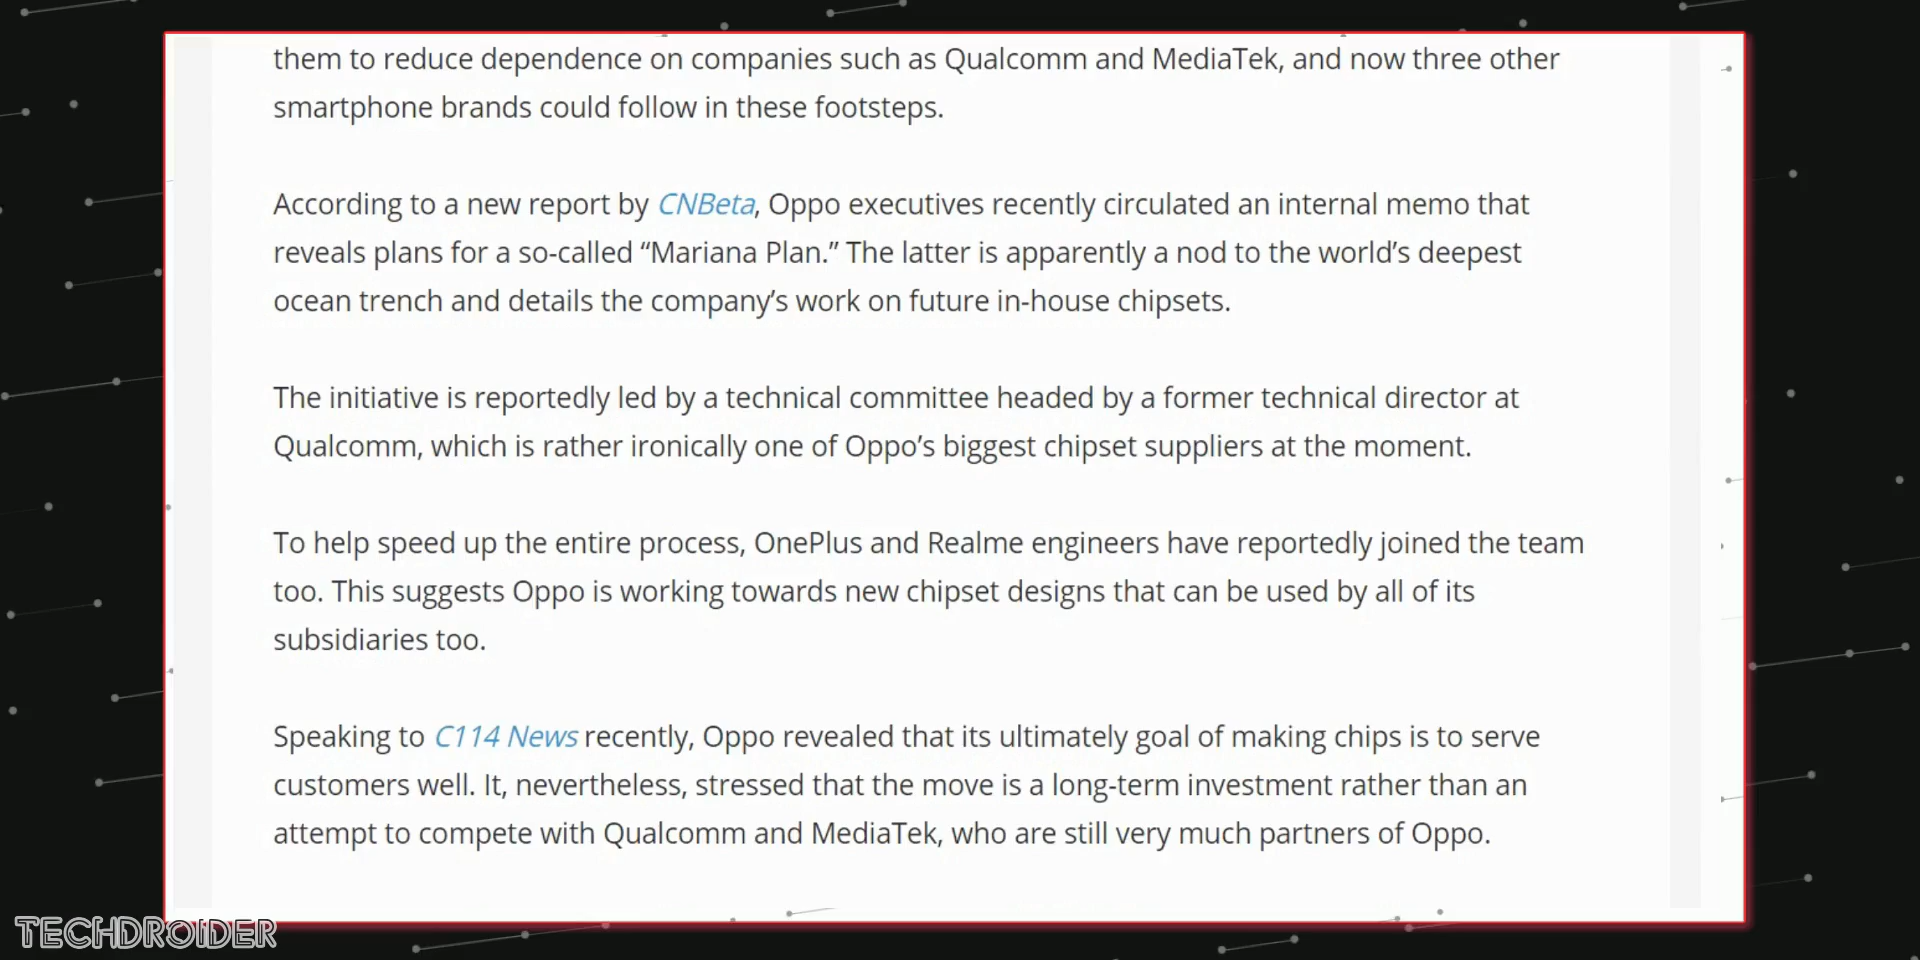 them to reduce dependence on companies such as Qualcomm and MediaTek, and now three other
smartphone brands could follow in these footsteps.
According to a new report by CNBeta, Oppo executives recently circulated an internal memo that
reveals plans for a so-called “Mariana Plan.” The latter is apparently a nod to the world’s deepest
ocean trench and details the company’s work on future in-house chipsets.
The initiative is reportedly led by a technical committee headed by a former technical director at
Qualcomm, which is rather ironically one of Oppo’s biggest chipset suppliers at the moment.
To help speed up the entire process, OnePlus and Realme engineers have reportedly joined the team
too. This suggests Oppo is working towards new chipset designs that can be used by all of its
subsidiaries too.
Speaking to C114 News recently, Oppo revealed that its ultimately goal of making chips is to serve
customers well. It, nevertheless, stressed that the move is a long-term investment rather than an
attempt to compete with Qualcomm and MediaTek, who are still very much partners of Oppo.
TECHDROIDER